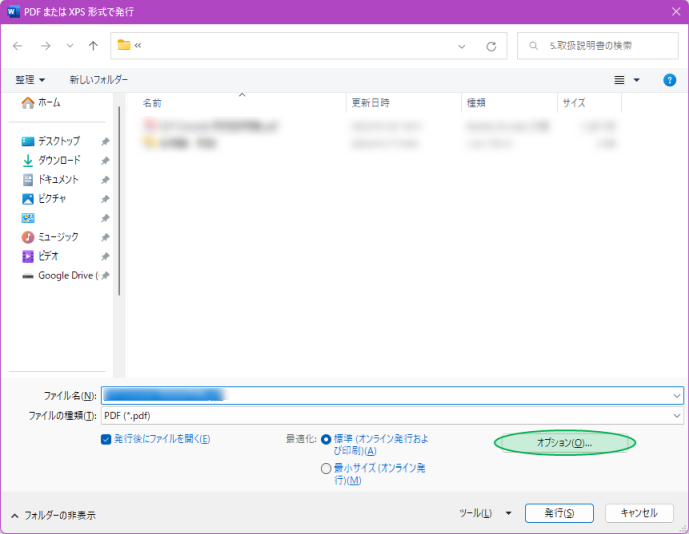 PDF または XPS 形式で発行
«
5.取扱説明書の検索
整理
新しいフォルダー
名前
更新日時
種類
サイズ
ホーム
デスクトップ
ダウンロード
ドキュメント
ピクチャ
ミュージック
ビデオ
Google Drive (
ファイル名(N):
ファイルの種類(T):
PDF (*.pdf)
発行後にファイルを開く(E)
最適化:
標準 (オンライン発行およ
び印刷)(A)
最小サイズ (オンライン発
行)(M)
オプション(O)...
フォルダーの非表示
ツール(L)
発行(S)
キャンセル